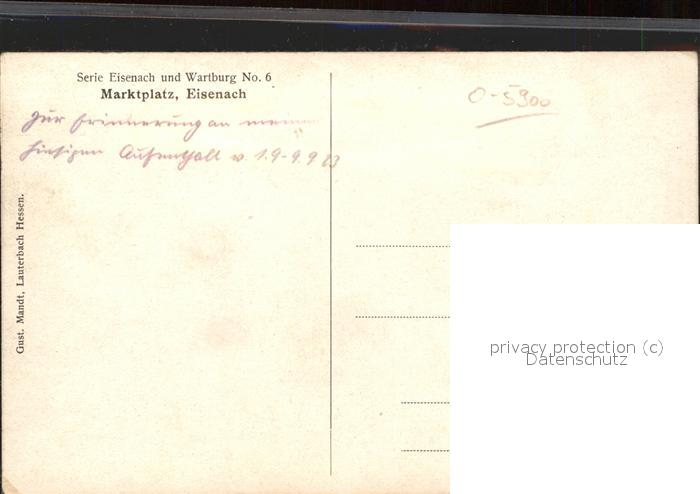 Serie Eisenach und Wartburg No. 6
Marktplatz, Eisenach
Zur Erinnerung an meinen
hiesigen Aufenthalt v. 1.9-9.9 23
O-5900
Gust. Mandt, Lauterbach Hessen.
privacy protection (c)
Datenschutz